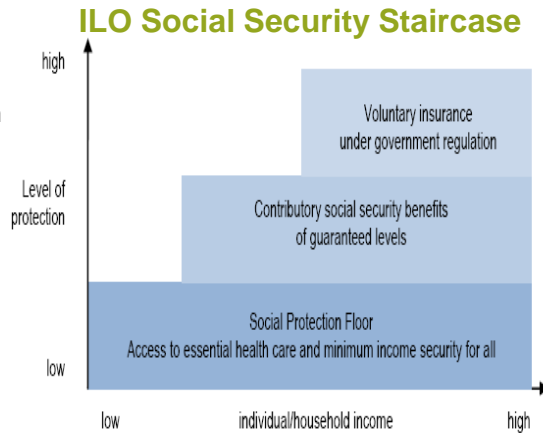 ILO Social Security Staircase
high
Voluntary insurance
under government regulation
Level of
protection
Contributory social security benefits
of guaranteed levels
Social Protection Floor
Access to essential health care and minimum income security for all
low
low
individual/household income
high